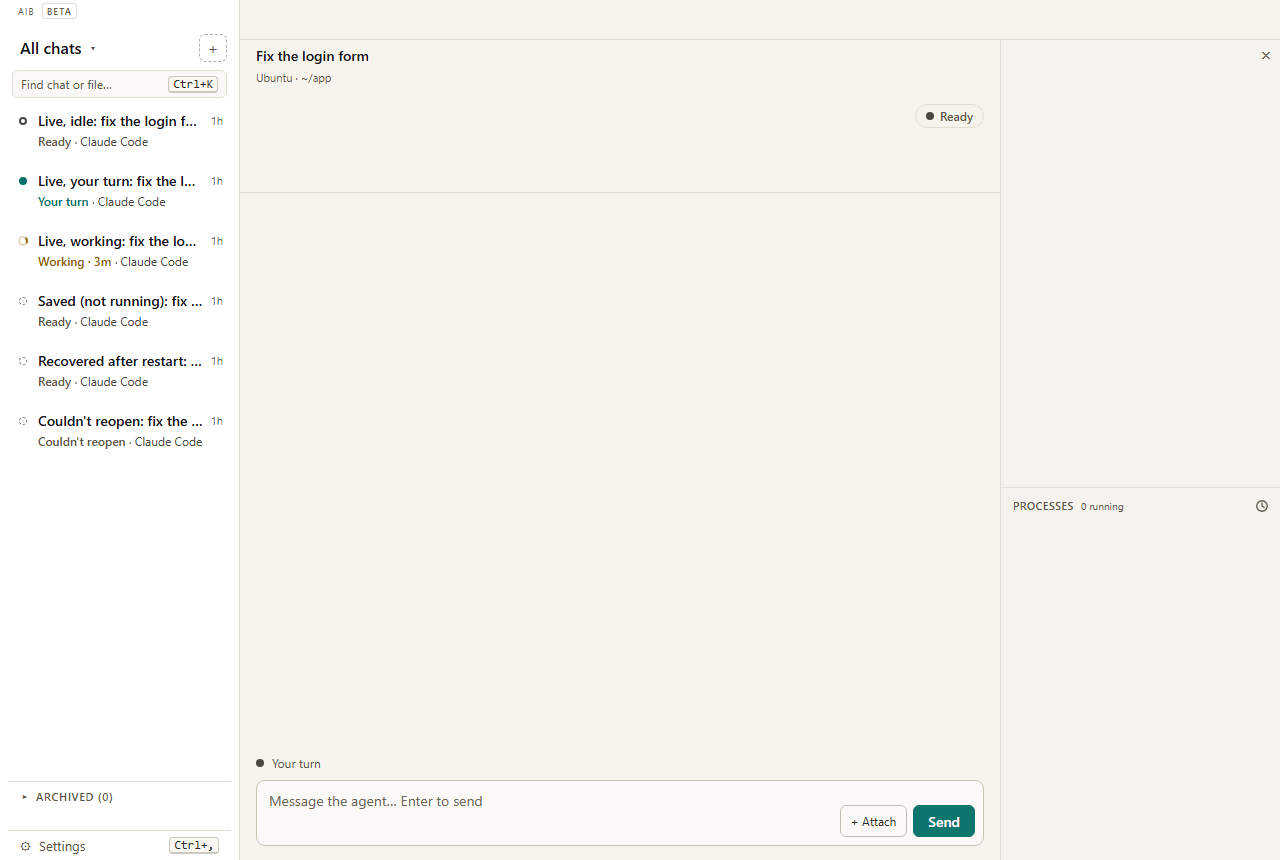 AIB BETA
All chats
+
Find chat or file... Ctrl+K
Live, idle: fix the login f... 1h
Ready · Claude Code
Live, your turn: fix the l... 1h
Your turn · Claude Code
Live, working: fix the lo... 1h
Working · 3m · Claude Code
Saved (not running): fix ... 1h
Ready · Claude Code
Recovered after restart: ... 1h
Ready · Claude Code
Couldn't reopen: fix the ... 1h
Couldn't reopen · Claude Code
ARCHIVED (0)
Settings Ctrl+,
Fix the login form
Ubuntu · ~/app
Ready
Your turn
Message the agent... Enter to send
+ Attach
Send
PROCESSES 0 running